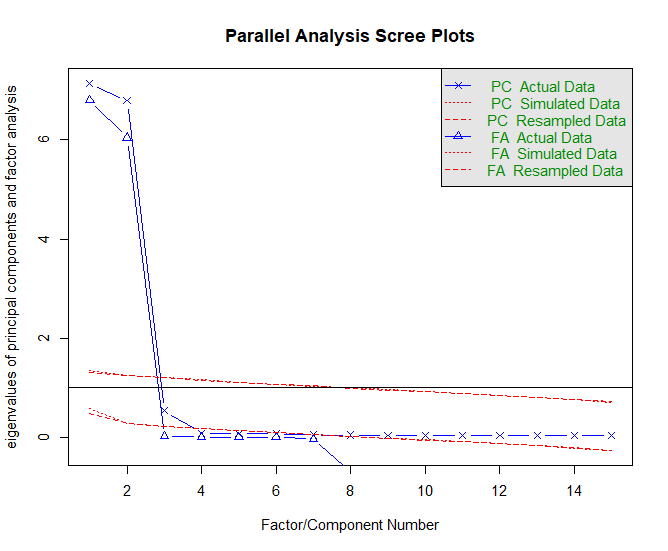 Parallel Analysis Scree Plots
eigenvalues of principal components and factor analysis
6
4
2
0
PC Actual Data
PC Simulated Data
PC Resampled Data
FA Actual Data
FA Simulated Data
FA Resampled Data
2 4 6 8 10 12 14
Factor/Component Number